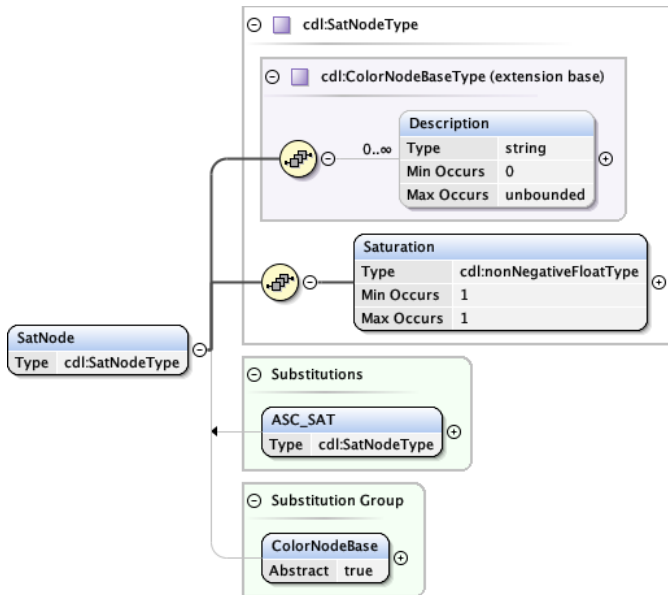 cdl:SatNodeType
cdl:ColorNodeBaseType (extension base)
Description
0..∞
Type string
Min Occurs 0
Max Occurs unbounded
Saturation
Type cdl:nonNegativeFloatType
Min Occurs 1
Max Occurs 1
SatNode
Type cdl:SatNodeType
Substitutions
ASC_SAT
Type cdl:SatNodeType
Substitution Group
ColorNodeBase
Abstract true